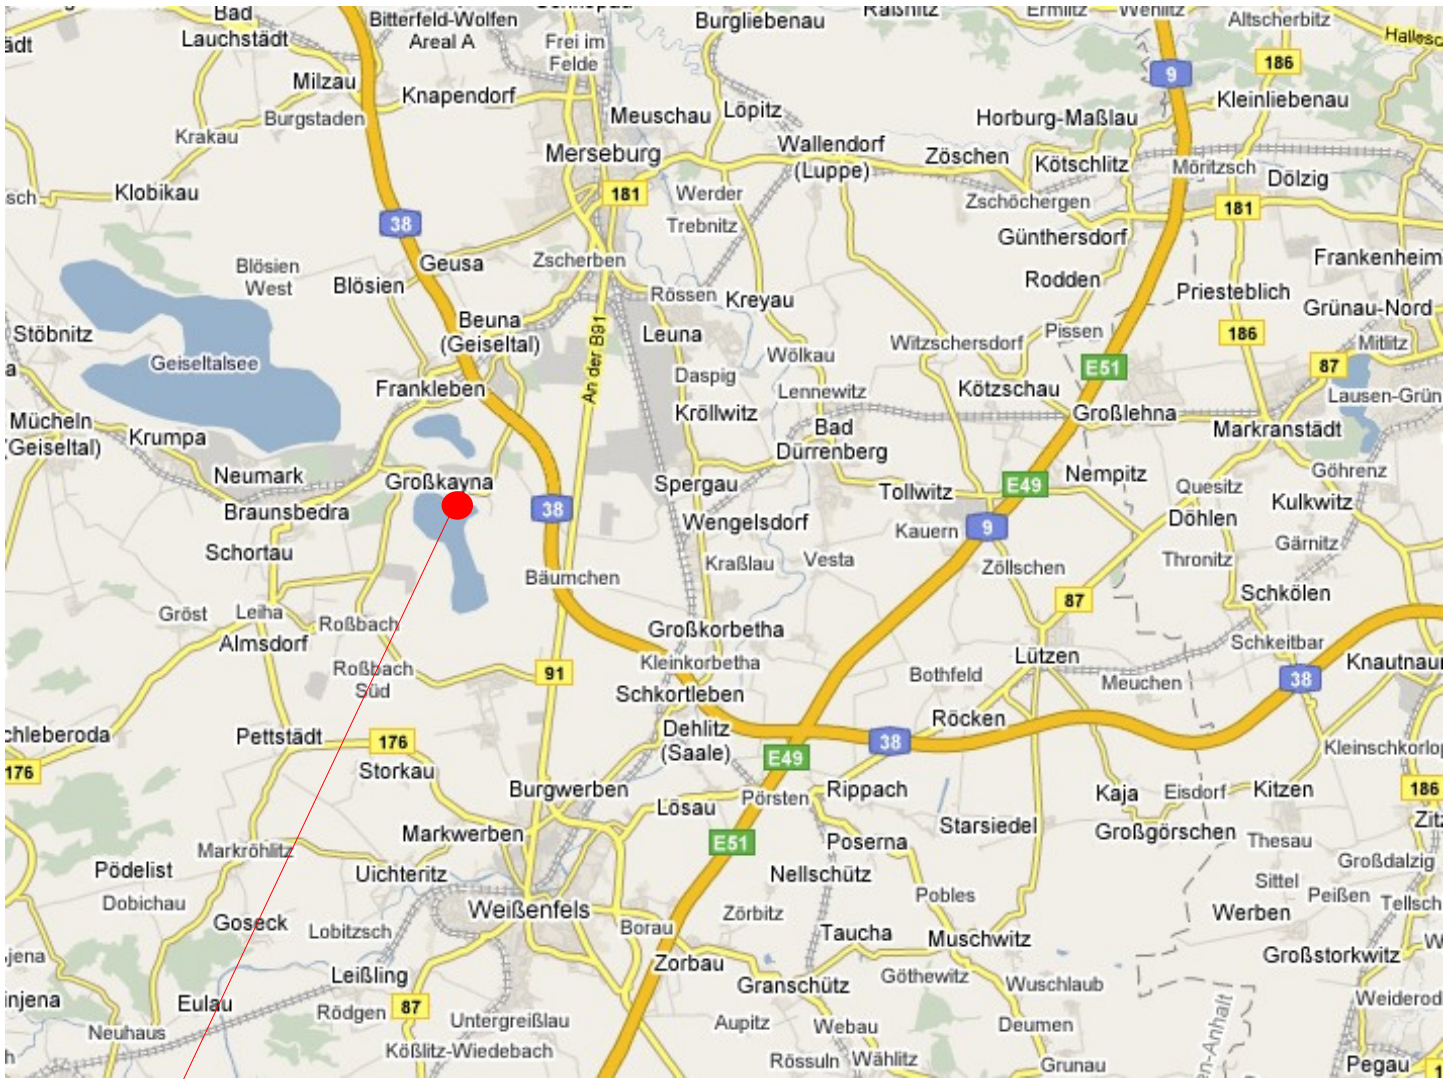 Bad
Lauchstädt
Bitterfeld-Wolfen
Areal A
Frei im
Felde
Burgliebenau
Raßnitz
Ermlitz
Wehlitz
Altscherbitz
186
9
Milzau
Knapendorf
Burgstaden
Krakau
Meuschau
Löpitz
Kleinliebenau
Horburg-Maßlau
Merseburg
Wallendorf
(Luppe)
Zöschen
Kötschlitz
Möritzsch
Dölzig
Klobikau
181
Werder
Zschöchergen
181
38
Trebnitz
Günthersdorf
Frankenheim
Blösien
West
Geusa
Zscherben
Blösien
Rössen
Kreyau
Rodden
Priesteblich
Grünau-Nord
Stöbnitz
Beuna
(Geiseltal)
An der B91
Leuna
Witzschersdorf
Pissen
186
Mitlitz
Geiseltalsee
Wölkau
E51
87
Daspig
Frankleben
Lennewitz
Kötzschau
Lausen-Grün
Mücheln
(Geiseltal)
Krumpa
Kröllwitz
Bad
Dürrenberg
Großlehna
Markranstädt
Neumark
Großkayna
Spergau
Tollwitz
E49
Nempitz
Göhrenz
Quesitz
Kulkwitz
Braunsbedra
38
Wengelsdorf
Kauern
9
Döhlen
Gärnitz
Schortau
Kraßlau
Vesta
Zöllschen
Thronitz
Bäumchen
Schkölen
87
Gröst
Leiha
Roßbach
Großkorbetha
Almsdorf
Schkeitbar
Kleinkorbetha
Lützen
Roßbach
Süd
91
Schkortleben
Bothfeld
Meuchen
38
Knautnau
Röcken
Dehlitz
(Saale)
38
chleberoda
Pettstädt
176
E49
Kleinschkorlop
176
Storkau
Burgwerben
Lösau
Pörsten
Rippach
Kaja
Eisdorf
Kitzen
186
Markwerben
E51
Poserna
Starsiedel
Großgörschen
Thesau
Markröhlitz
Großdalzig
Pödelist
Uichteritz
Nellschütz
Sittel
Dobichau
Pobles
Peißen
Weißenfels
Zörbitz
Werben
Goseck
Lobitzsch
Borau
Taucha
Muschwitz
Großstorkwitz
Zorbau
Leißling
Göthewitz
Granschütz
Wuschlaub
Eulau
Rödgen
87
Untergreißlau
Aupitz
Webau
Deumen
Neuhaus
Kößlitz-Wiedebach
Rössuln
Wählitz
Grunau
Pegau